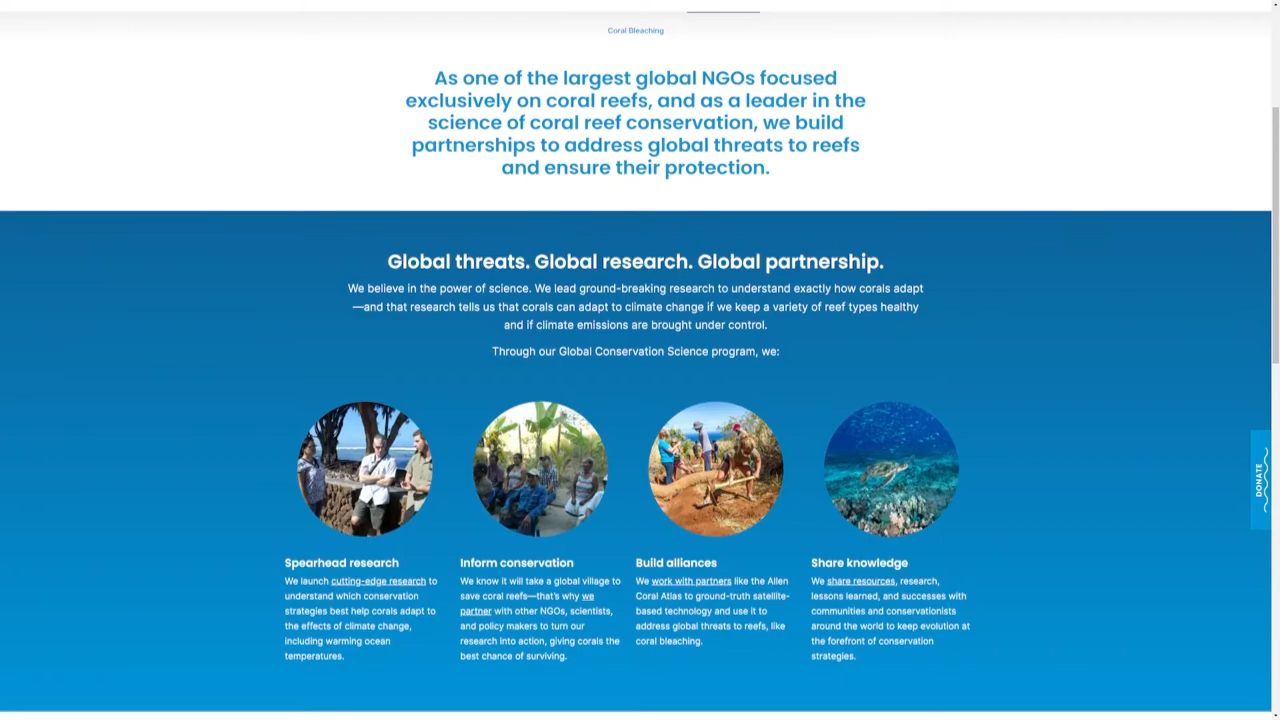 Coral Bleaching
As one of the largest global NGOs focused
exclusively on coral reefs, and as a leader in the
science of coral reef conservation, we build
partnerships to address global threats to reefs
and ensure their protection.
Global threats. Global research. Global partnership.
We believe in the power of science. We lead ground-breaking research to understand exactly how corals adapt
—and that research tells us that corals can adapt to climate change if we keep a variety of reef types healthy
and if climate emissions are brought under control.
Through our Global Conservation Science program, we:
Spearhead research
We launch cutting-edge research to
understand which conservation
strategies best help corals adapt to
the effects of climate change,
including warming ocean
temperatures.
Inform conservation
We know it will take a global village to
save coral reefs—that's why we
partner with other NGOs, scientists,
and policy makers to turn our
research into action, giving corals the
best chance of surviving.
Build alliances
We work with partners like the Allen
Coral Atlas to ground-truth satellite-
based technology and use it to
address global threats to reefs, like
coral bleaching.
Share knowledge
We share resources, research,
lessons learned, and successes with
communities and conservationists
around the world to keep evolution at
the forefront of conservation
strategies.
DONATE